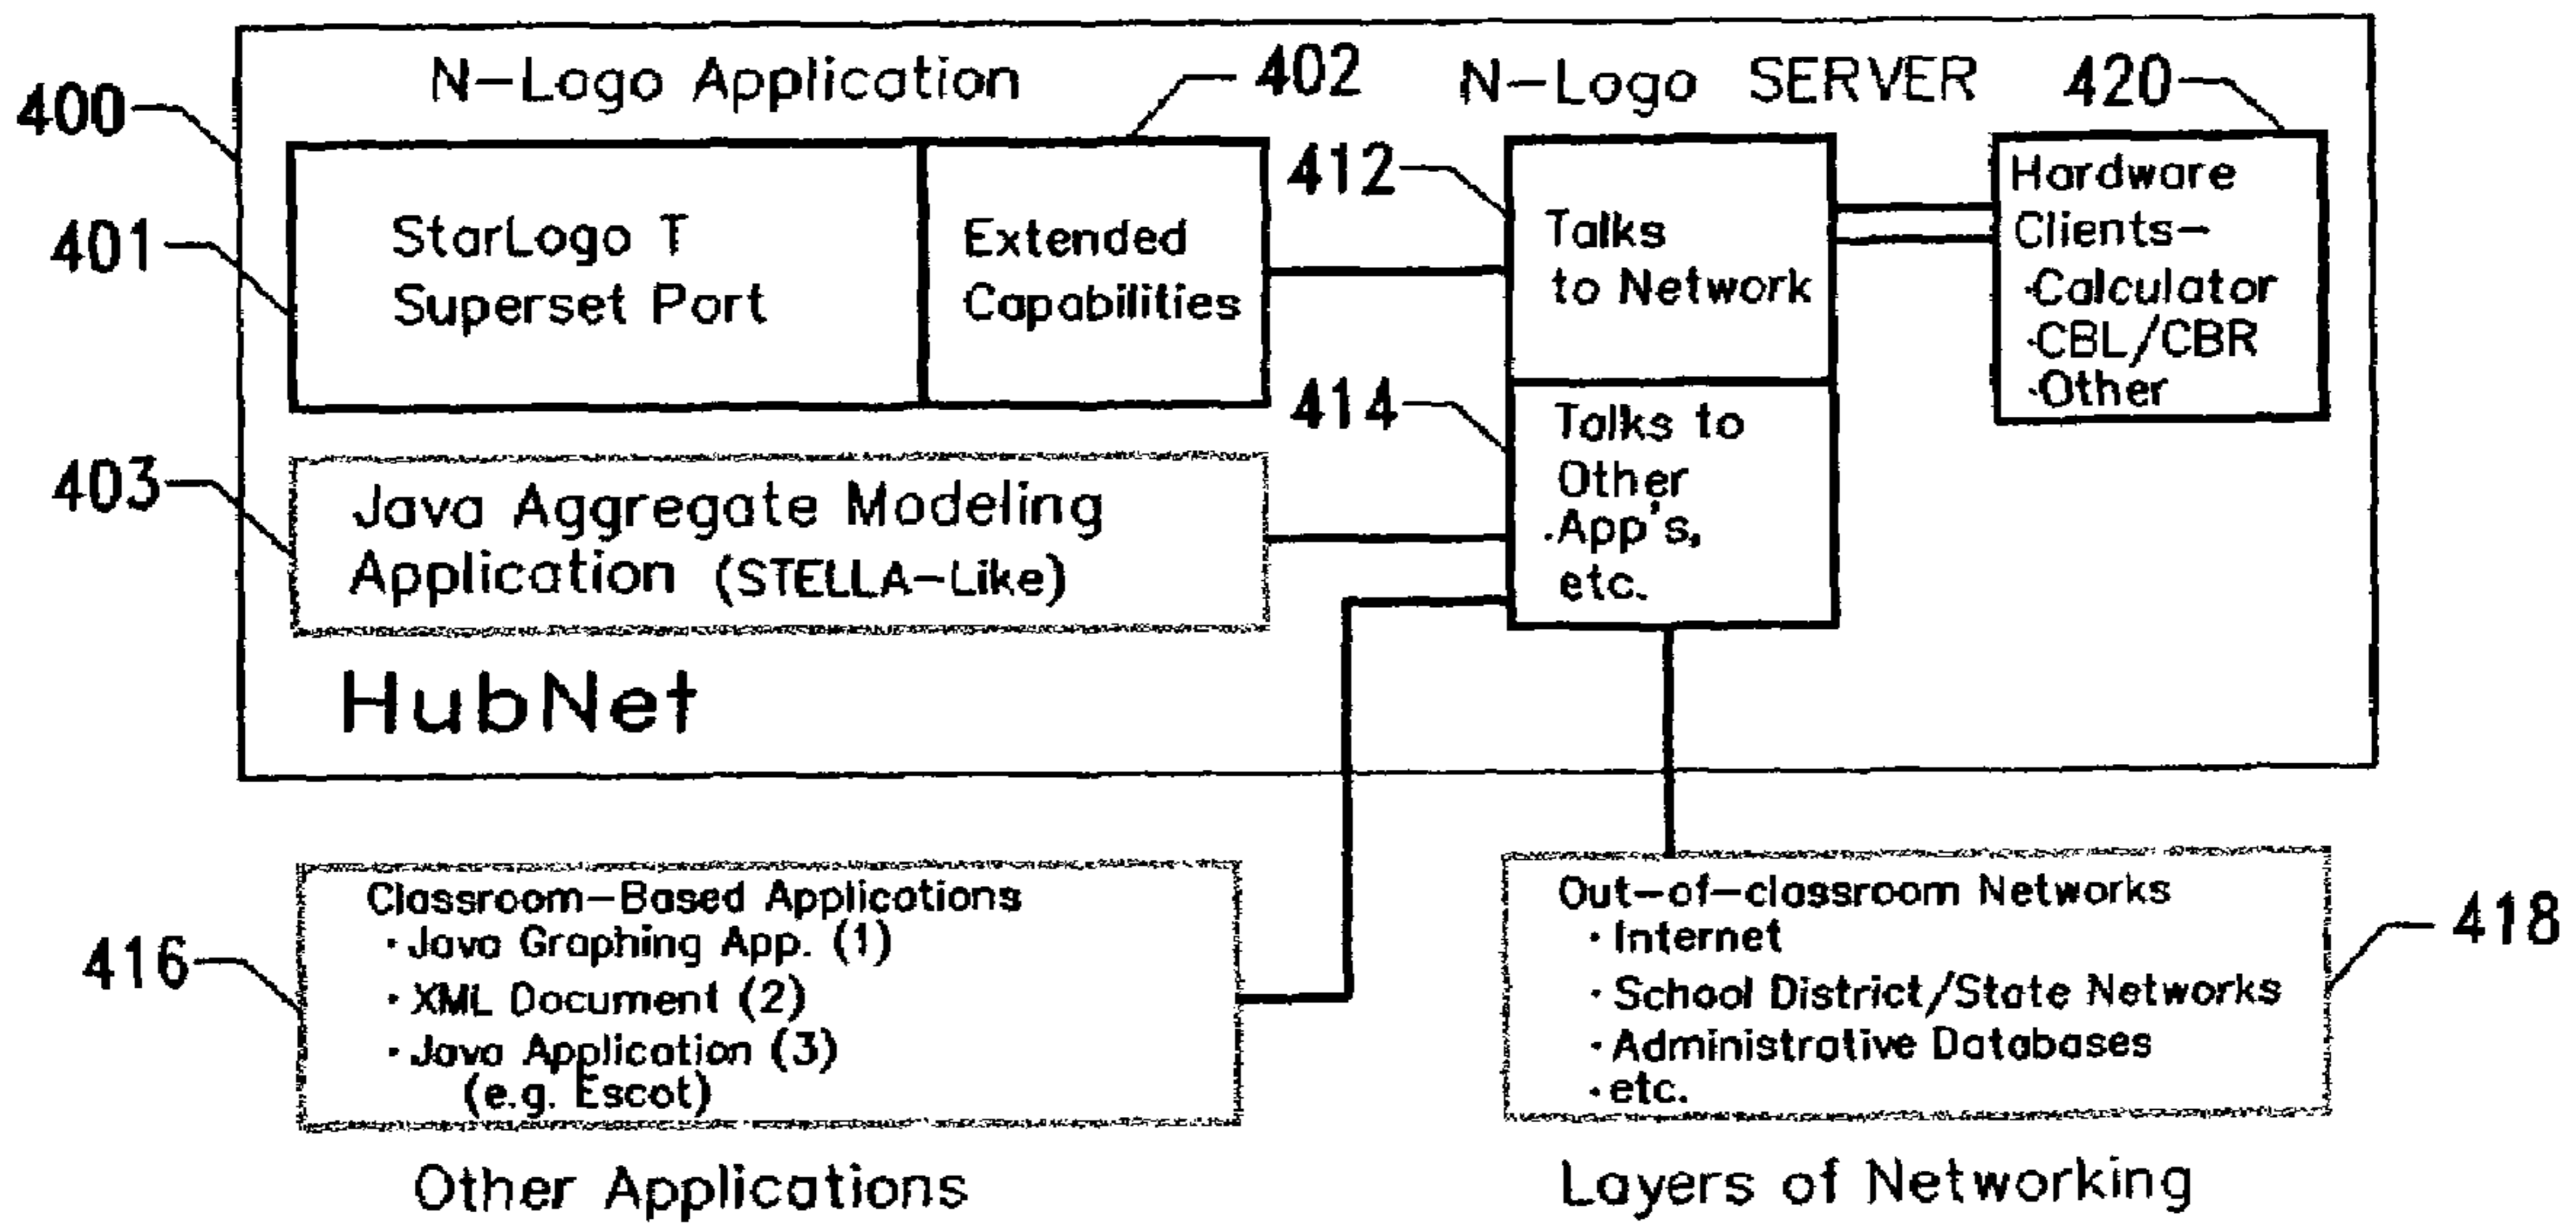 N-Logo Application
402
N-Logo SERVER
420
400
401
StarLogo T
Superset Port
Extended
Capabilities
412
Talks
to Network
Hardware
Clients-
·Calculator
·CBL/CBR
·Other
414
Talks to
Other
·App's,
etc.
403
Java Aggregate Modeling
Application (STELLA-Like)
HubNet
416
Classroom-Based Applications
· Java Graphing App. (1)
· XML Document (2)
· Java Application (3)
(e.g. Escot)
Other Applications
Out-of-classroom Networks
· Internet
· School District/State Networks
· Administrative Databases
· etc.
418
Layers of Networking